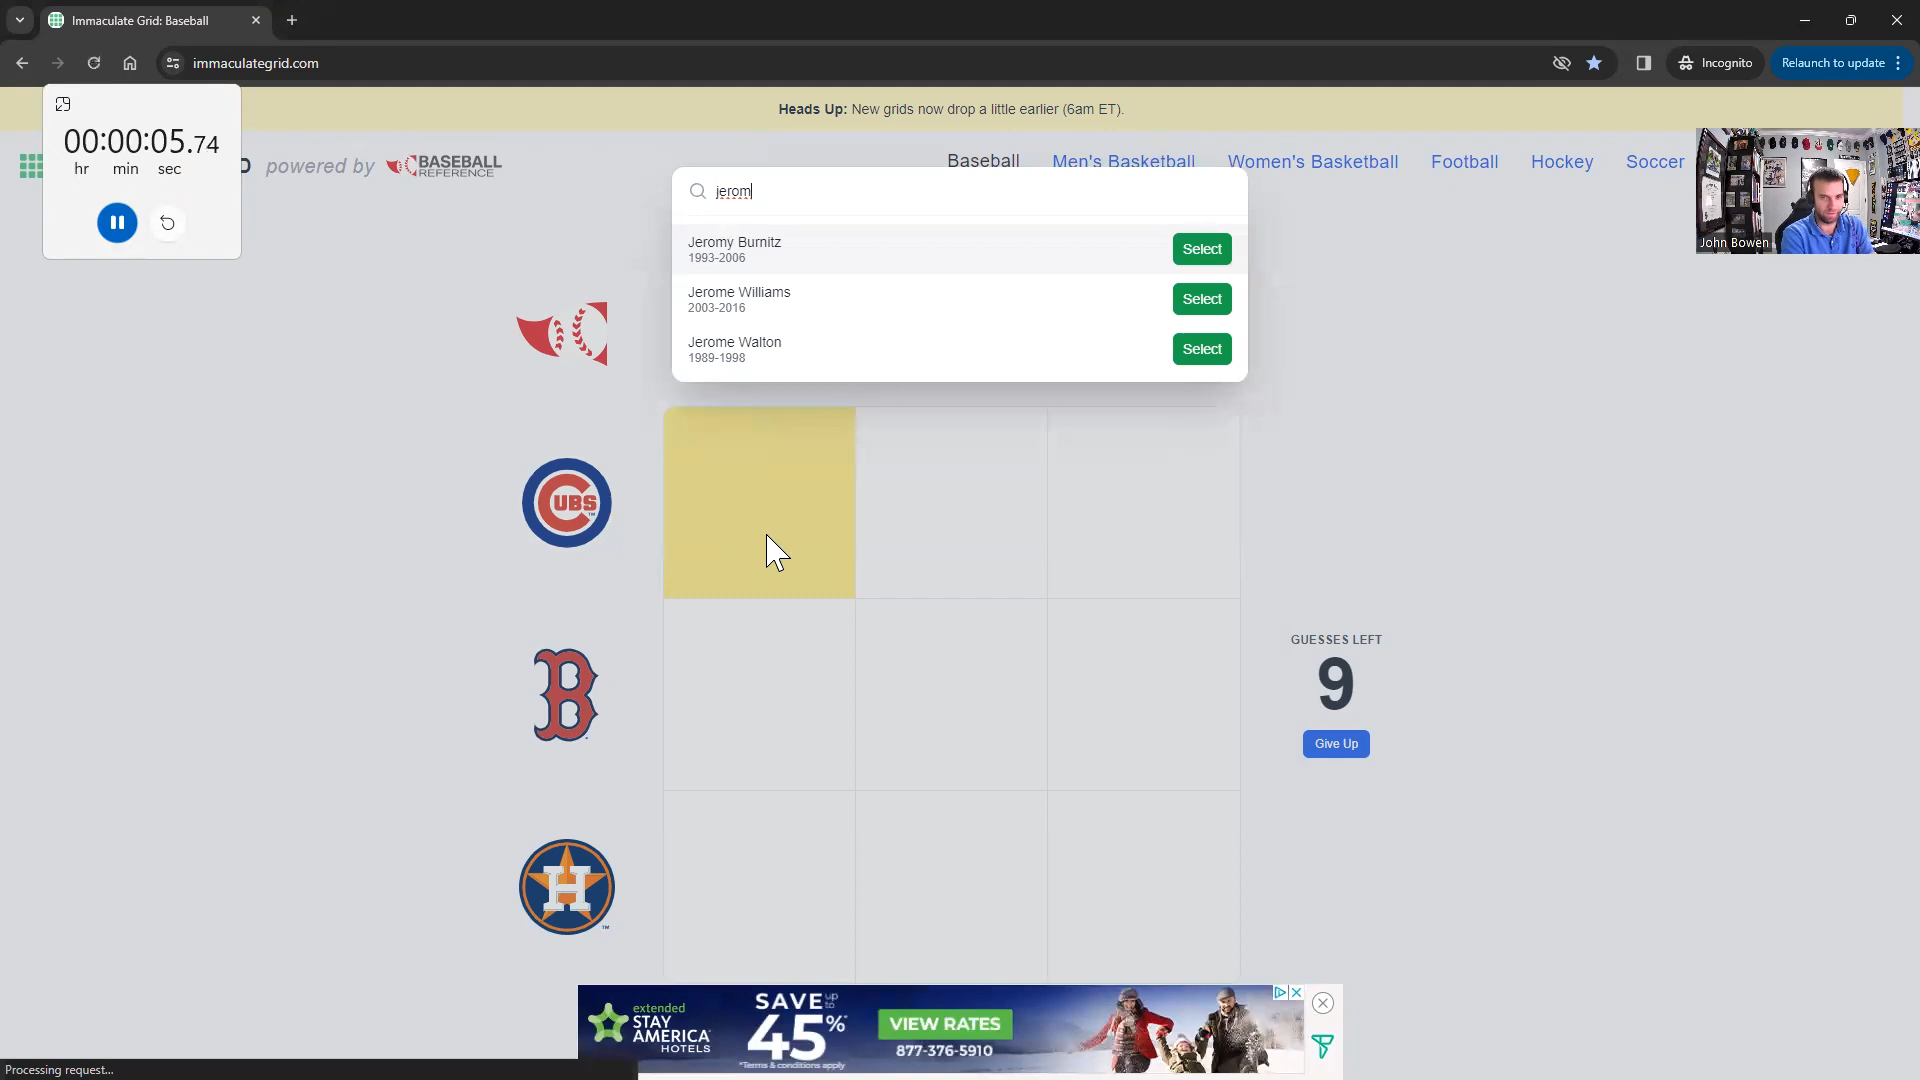 Immaculate Grid: Baseball
immaculategrid.com
Incognito
Relaunch to update
Heads Up: New grids now drop a little earlier (6am ET).
00:00:05.74
hr min sec
powered by BASEBALL REFERENCE
Baseball Men's Basketball Women's Basketball Football Hockey Soccer
John Bowen
jerom
Jeromy Burnitz
1993-2006
Select
Jerome Williams
2003-2016
Select
Jerome Walton
1989-1998
Select
CUBS
B
H
GUESSES LEFT
9
Give Up
extended STAY AMERICA HOTELS
SAVE up to 45%*
*Terms & conditions apply
VIEW RATES
877-376-5910
Processing request...